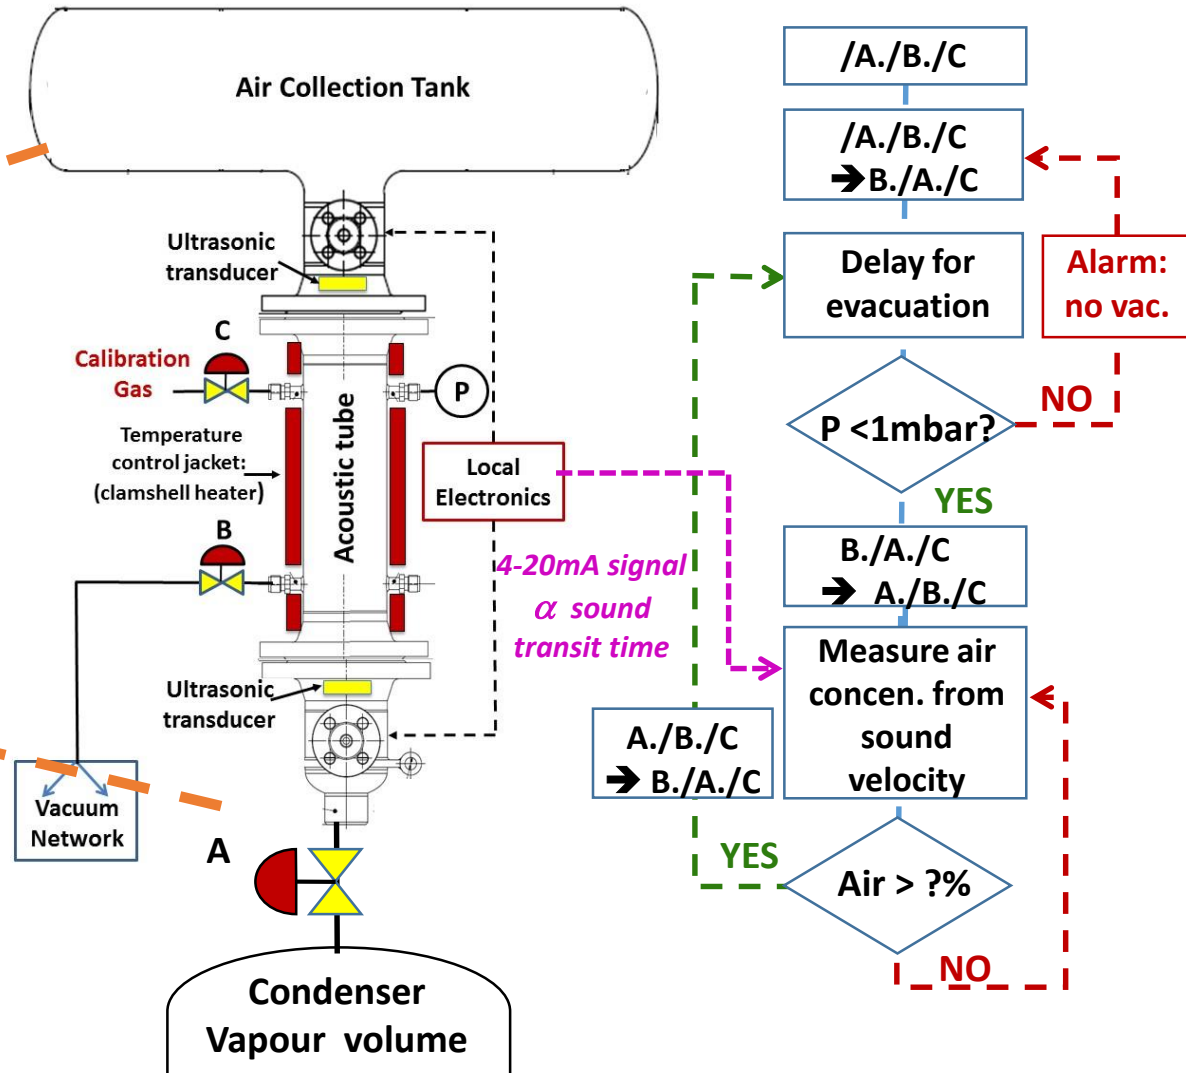 Air Collection Tank
Ultrasonic
transducer
C
Calibration
Gas
P
Temperature
control jacket:
(clamshell heater)
Acoustic tube
Local
Electronics
B
4-20mA signal
α sound
transit time
Ultrasonic
transducer
Vacuum
Network
A
Condenser
Vapour volume
/A./B./C
/A./B./C
➔B./A./C
Delay for
evacuation
Alarm:
no vac.
P <1mbar?
NO
YES
B./A./C
➔ A./B./C
Measure air
concen. from
sound
velocity
A./B./C
➔ B./A./C
YES
Air > ?%
NO